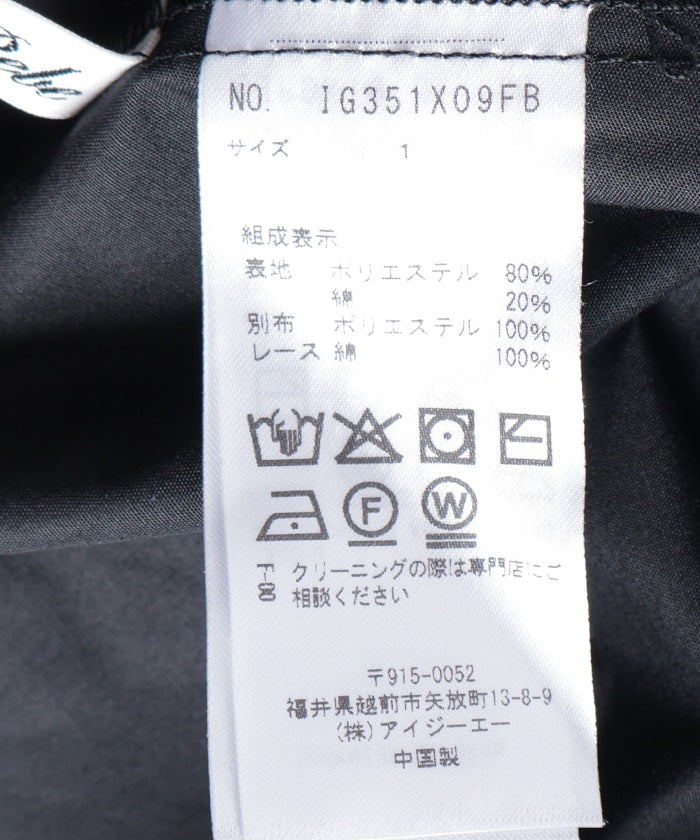 NO. IG351X09FB
サイズ 1
組成表示
表地 ポリエステル 80%
綿 20%
別布 ポリエステル 100%
レース 綿 100%
F
W
クリーニングの際は専門店にご
相談ください
〒915-0052
福井県越前市矢放町13-8-9
(株)アイジーエー
中国製